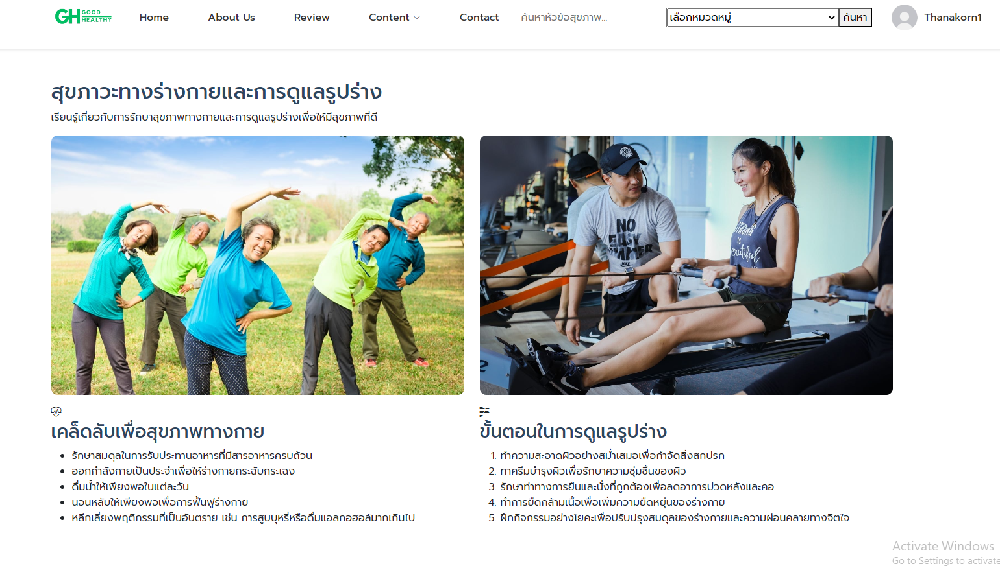 GH GOOD HEALTHY
Home About Us Review Content Contact ค้นหาหัวข้อสุขภาพ... เลือกหมวดหมู่ ค้นหา Thanakorn1
สุขภาวะทางร่างกายและการดูแลรูปร่าง
เรียนรู้เกี่ยวกับการรักษาสุขภาพทางกายและการดูแลรูปร่างเพื่อให้มีสุขภาพที่ดี
NO
EASY
STRONG
IS
beautiful
เคล็ดลับเพื่อสุขภาพทางกาย
• รักษาสมดุลในการรับประทานอาหารที่มีสารอาหารครบถ้วน
• ออกกำลังกายเป็นประจำเพื่อให้ร่างกายกระฉับกระเฉง
• ดื่มน้ำให้เพียงพอในแต่ละวัน
• นอนหลับให้เพียงพอเพื่อการฟื้นฟูร่างกาย
• หลีกเลี่ยงพฤติกรรมที่เป็นอันตราย เช่น การสูบบุหรี่หรือดื่มแอลกอฮอล์มากเกินไป
ขั้นตอนในการดูแลรูปร่าง
1. ทำความสะอาดผิวอย่างสม่ำเสมอเพื่อกำจัดสิ่งสกปรก
2. ทาครีมบำรุงผิวเพื่อรักษาความชุ่มชื้นของผิว
3. รักษาท่าทางการยืนและนั่งที่ถูกต้องเพื่อลดอาการปวดหลังและคอ
4. ทำการยืดกล้ามเนื้อเพื่อเพิ่มความยืดหยุ่นของร่างกาย
5. ฝึกกิจกรรมอย่างโยคะเพื่อปรับปรุงสมดุลของร่างกายและความผ่อนคลายทางจิตใจ
Activate Windows
Go to Settings to activate